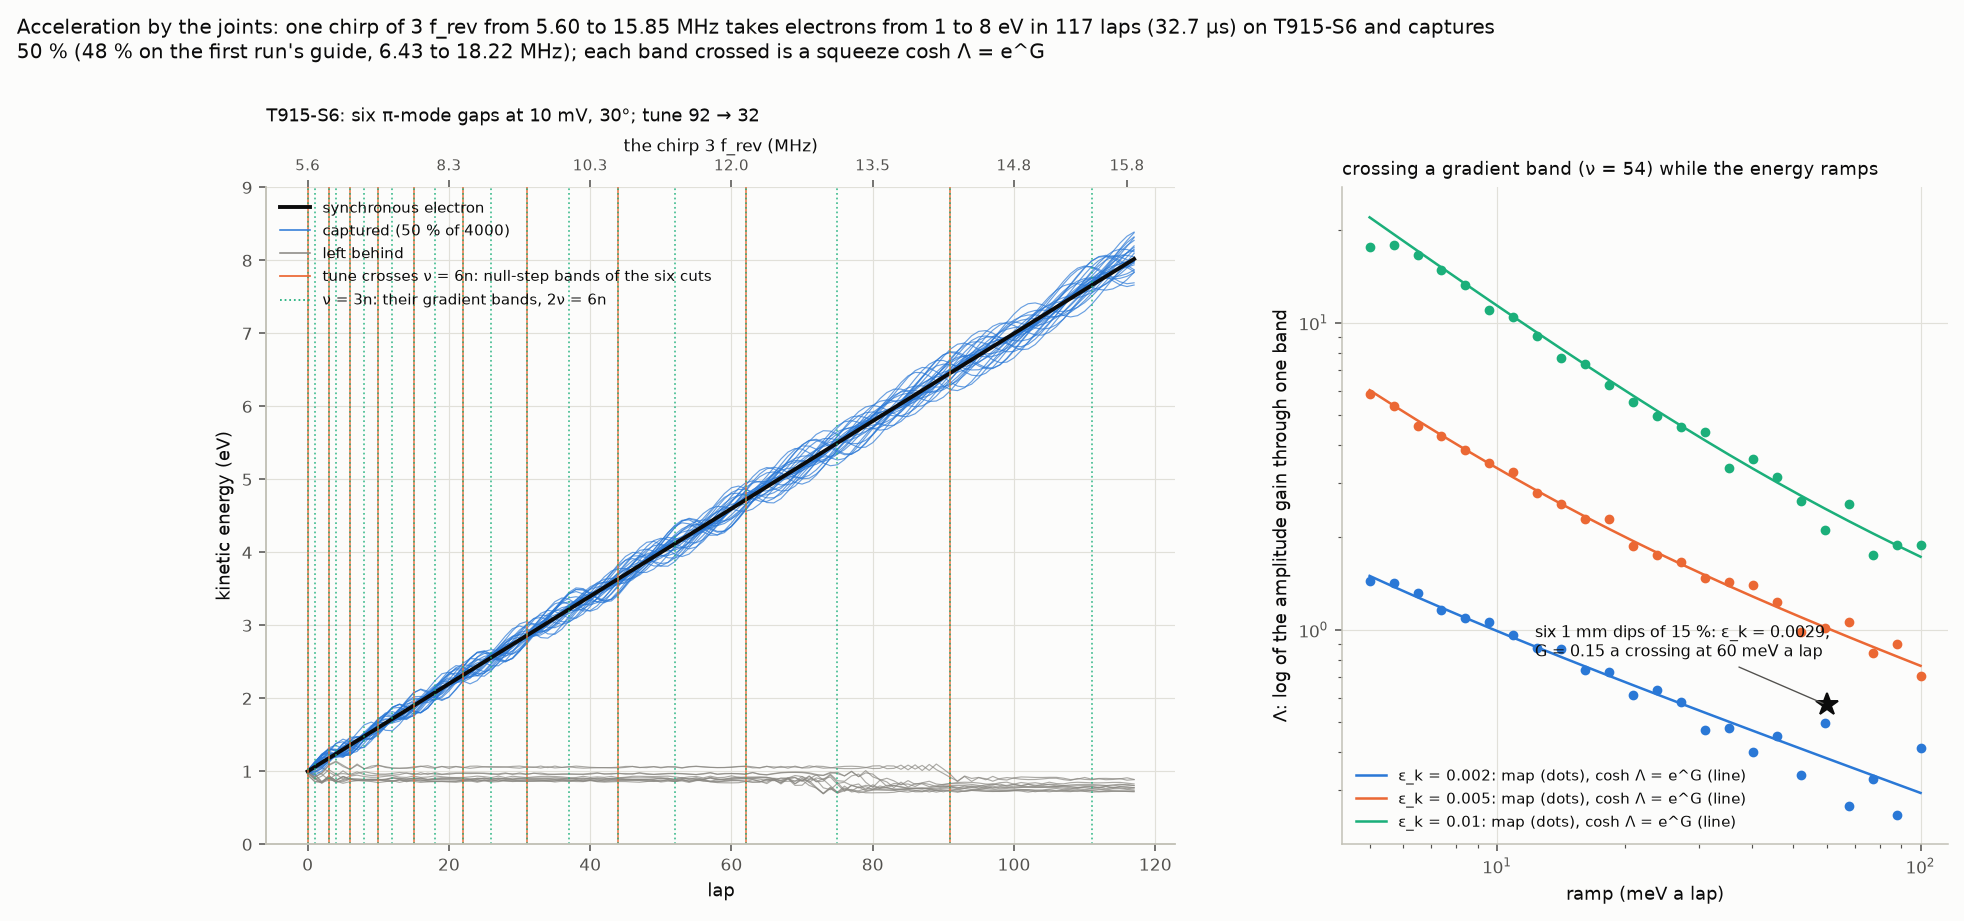 Acceleration by the joints: one chirp of 3 f_rev from 5.60 to 15.85 MHz takes electrons from 1 to 8 eV in 117 laps (32.7 μs) on T915-S6 and captures
50 % (48 % on the first run's guide, 6.43 to 18.22 MHz); each band crossed is a squeeze cosh Λ = e^G
T915-S6: six π-mode gaps at 10 mV, 30°; tune 92 → 32
the chirp 3 f_rev (MHz)
5.6 8.3 10.3 12.0 13.5 14.8 15.8
9
8
7
6
5
4
3
2
1
0
kinetic energy (eV)
synchronous electron
captured (50 % of 4000)
left behind
tune crosses ν = 6n: null-step bands of the six cuts
ν = 3n: their gradient bands, 2ν = 6n
0 20 40 60 80 100 120
lap
crossing a gradient band (ν = 54) while the energy ramps
Λ: log of the amplitude gain through one band
10¹
10⁰
six 1 mm dips of 15 %: ε_k = 0.0029,
G = 0.15 a crossing at 60 meV a lap
ε_k = 0.002: map (dots), cosh Λ = e^G (line)
ε_k = 0.005: map (dots), cosh Λ = e^G (line)
ε_k = 0.01: map (dots), cosh Λ = e^G (line)
10¹ 10²
ramp (meV a lap)